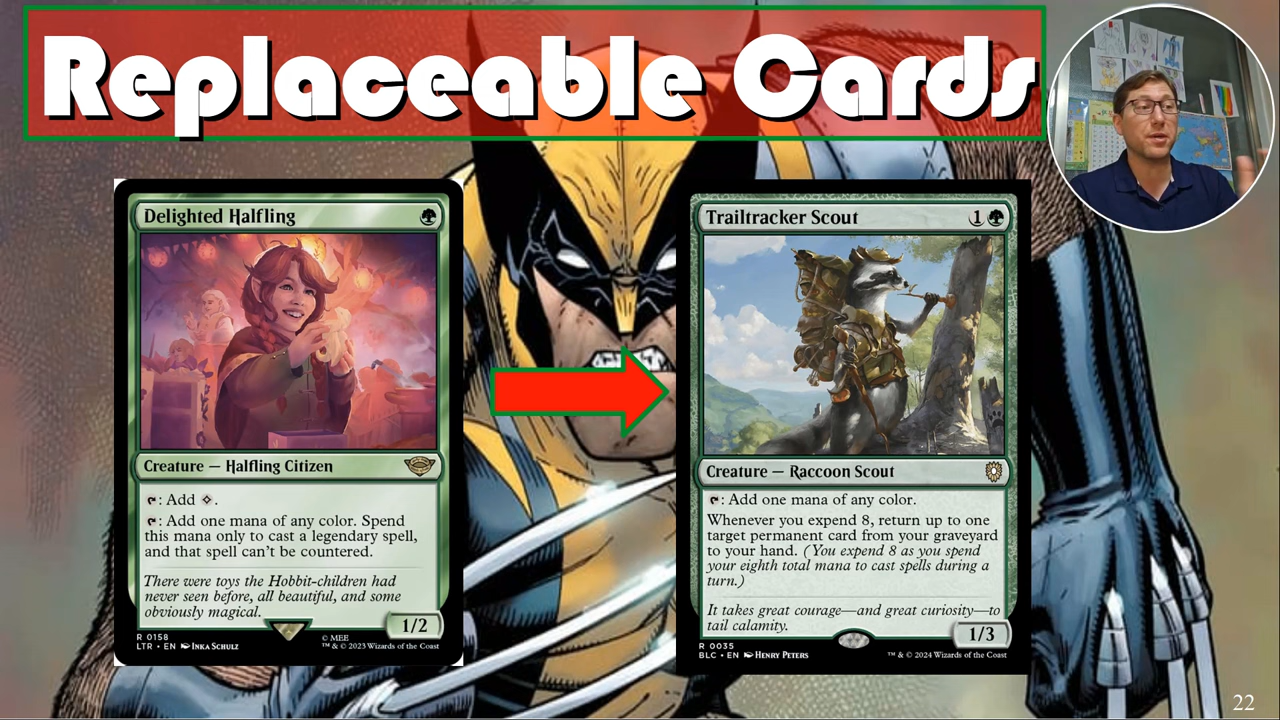 Replaceable Cards
Delighted Halfling
Creature — Halfling Citizen
: Add .
: Add one mana of any color. Spend
this mana only to cast a legendary spell,
and that spell can't be countered.
There were toys the Hobbit-children had
never seen before, all beautiful, and some
obviously magical.
1/2
R 0158
LTR • EN Inka Schulz
© MEE
™ & © 2023 Wizards of the Coast
Trailtracker Scout
1
Creature — Raccoon Scout
: Add one mana of any color.
Whenever you expend 8, return up to one
target permanent card from your graveyard
to your hand. (You expend 8 as you spend
your eighth total mana to cast spells during a
turn.)
It takes great courage—and great curiosity—to
tail calamity.
1/3
R 0035
BLC • EN Henry Peters
™ & © 2024 Wizards of the Coast
22